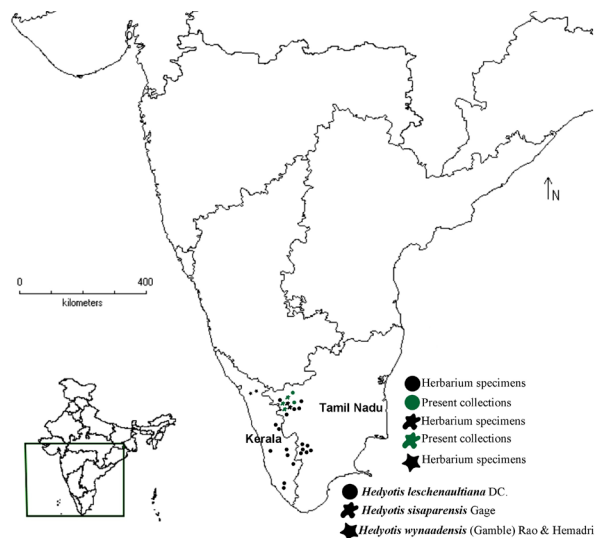 N
0 400
kilometers
Tamil Nadu
Kerala
Herbarium specimens
Present collections
Herbarium specimens
Present collections
Herbarium specimens
Hedyotis leschenaultiana DC.
Hedyotis sisaparensis Gage
Hedyotis wynaadensis (Gamble) Rao & Hemadri